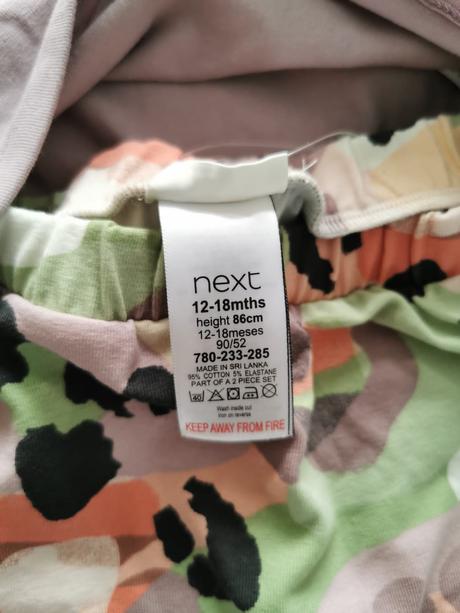 next
12-18mths
height 86cm
12-18meses
90/52
780-233-285
MADE IN SRI LANKA
95% COTTON 5% ELASTANE
PART OF A 2 PIECE SET
40
Wash inside out
Iron on reverse
KEEP AWAY FROM FIRE